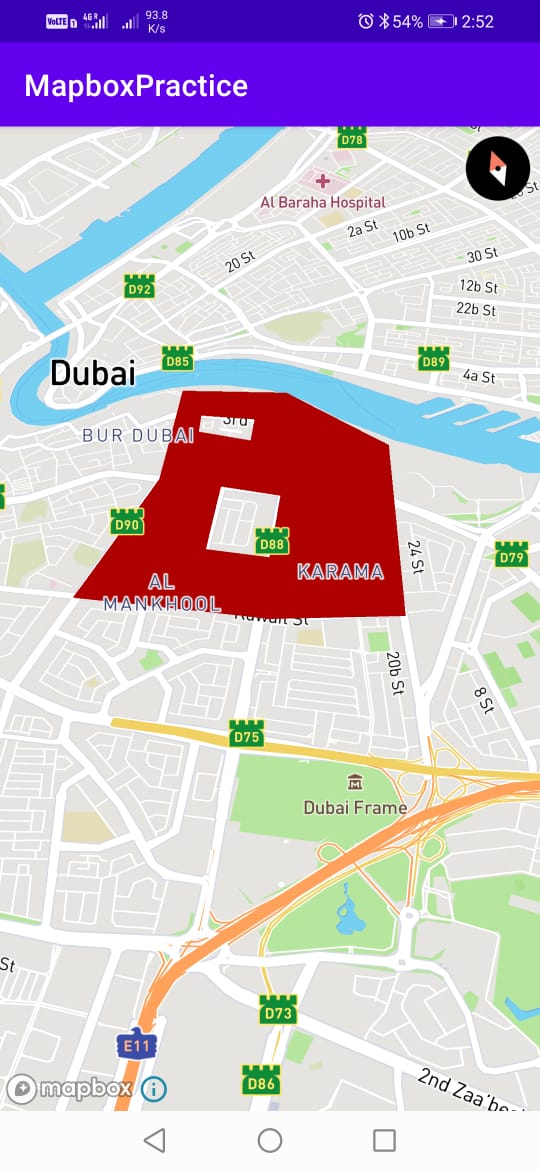 VoLTE
4G R
93.8
K/s
54%
2:52
MapboxPractice
D78
Al Baraha Hospital
2a St
10b St
20 St
30 St
D92
12b St
22b St
Dubai
D85
D89
4a St
BUR DUBAI
3rd
D90
D88
24 St
D79
AL
MANKHOOL
KARAMA
Kuwait St
20b St
8 St
D75
Dubai Frame
St
D73
E11
D86
2nd Zaa'be
mapbox